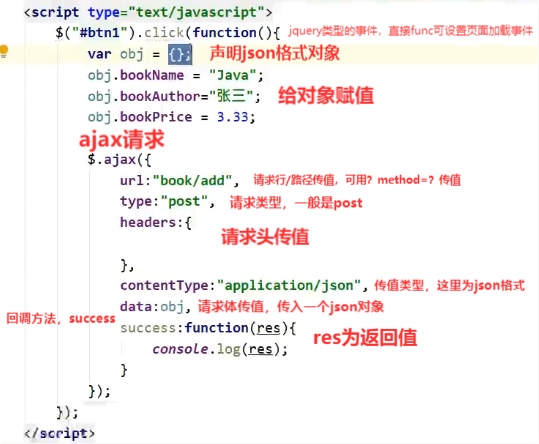 <script type="text/javascript">
$("#btn1").click(function(){ jquery类型的事件，直接func可设置页面加载事件
var obj = {}; 声明json格式对象
obj.bookName = "Java";
obj.bookAuthor="张三"; 给对象赋值
obj.bookPrice = 3.33;
ajax请求
$.ajax({
url:"book/add", 请求行/路径传值，可用？method=？传值
type:"post", 请求类型，一般是post
headers:{
请求头传值
},
contentType:"application/json", 传值类型，这里为json格式
data:obj, 请求体传值，传入一个json对象
回调方法，success success:function(res){ res为返回值
console.log(res);
}
});
});
</script>